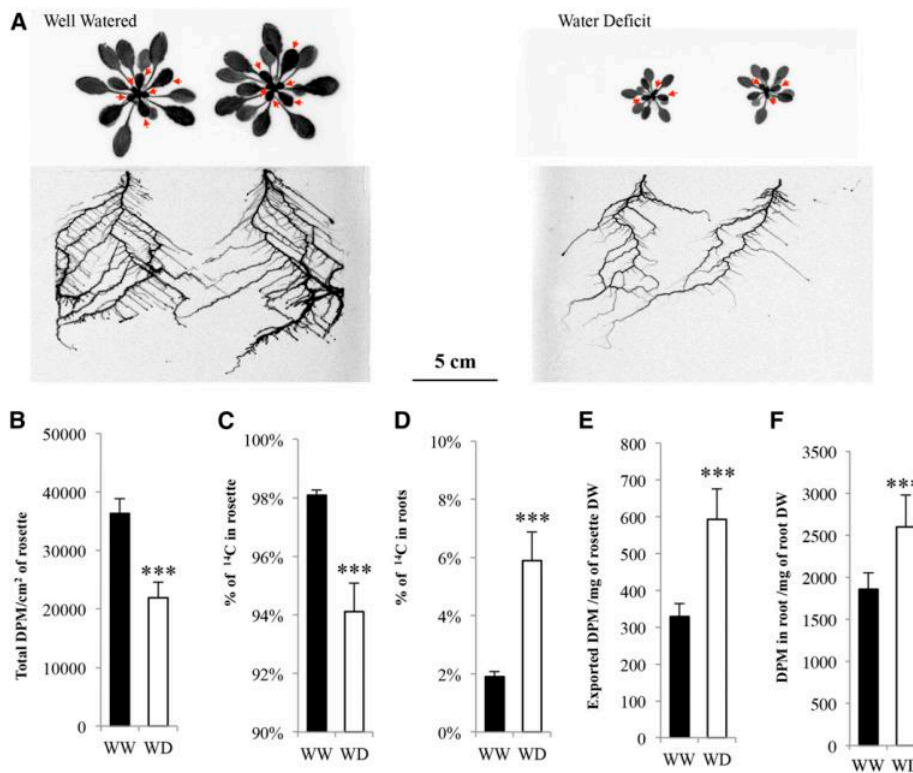 A
Well Watered
Water Deficit
5 cm
B
Total DPM/cm² of rosette
50000
40000
30000
20000
10000
0
***
WW WD
C
% of ¹⁴C in rosette
100%
98%
96%
94%
92%
90%
***
WW WD
D
% of ¹⁴C in roots
10%
8%
6%
4%
2%
0%
***
WW WD
E
Exported DPM /mg of rosette DW
800
700
600
500
400
300
200
100
0
***
WW WD
F
DPM in root /mg of root DW
3500
3000
2500
2000
1500
1000
500
0
***
WW